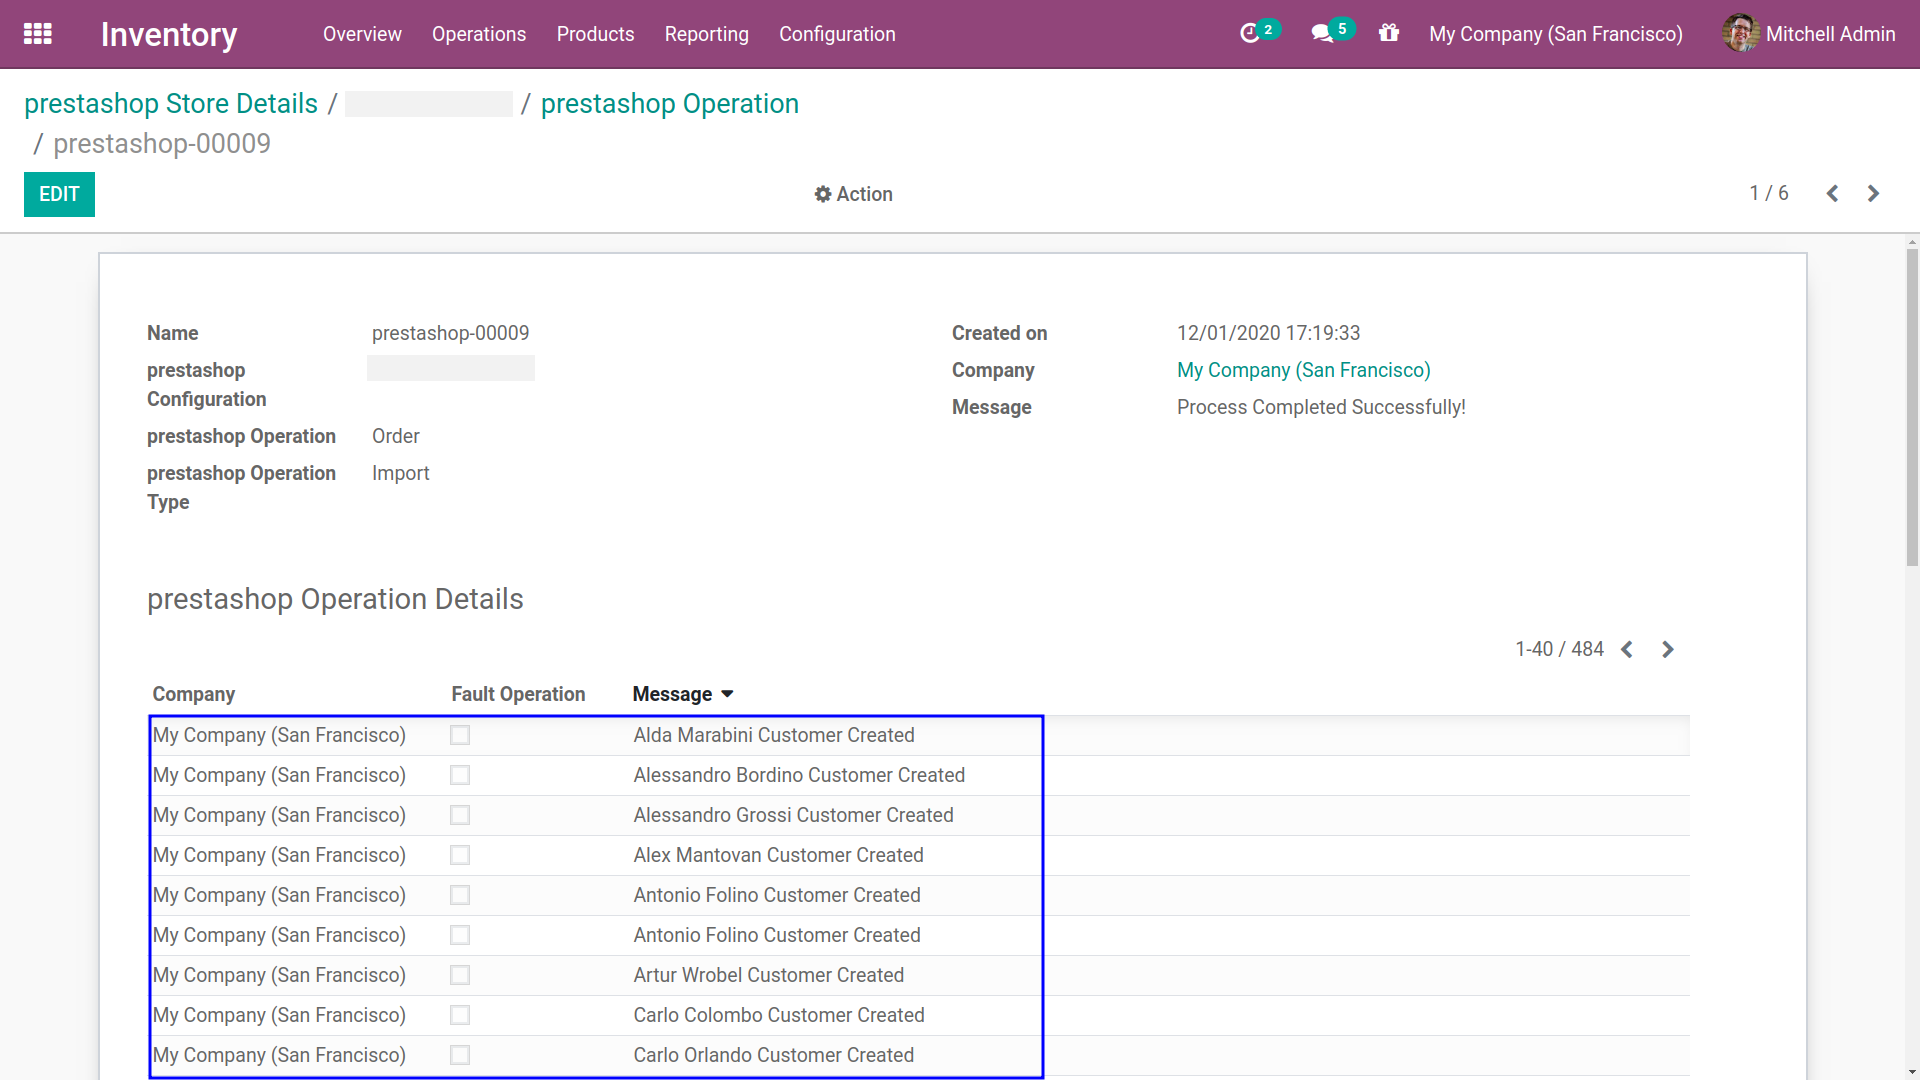 Inventory Overview Operations Products Reporting Configuration 2 5 My Company (San Francisco) Mitchell Admin
prestashop Store Details / / prestashop Operation
/ prestashop-00009
EDIT Action 1 / 6
Name prestashop-00009 Created on 12/01/2020 17:19:33
prestashop Company My Company (San Francisco)
Configuration Message Process Completed Successfully!
prestashop Operation Order
prestashop Operation Import
Type
prestashop Operation Details
1-40 / 484
Company Fault Operation Message
My Company (San Francisco) Alda Marabini Customer Created
My Company (San Francisco) Alessandro Bordino Customer Created
My Company (San Francisco) Alessandro Grossi Customer Created
My Company (San Francisco) Alex Mantovan Customer Created
My Company (San Francisco) Antonio Folino Customer Created
My Company (San Francisco) Antonio Folino Customer Created
My Company (San Francisco) Artur Wrobel Customer Created
My Company (San Francisco) Carlo Colombo Customer Created
My Company (San Francisco) Carlo Orlando Customer Created